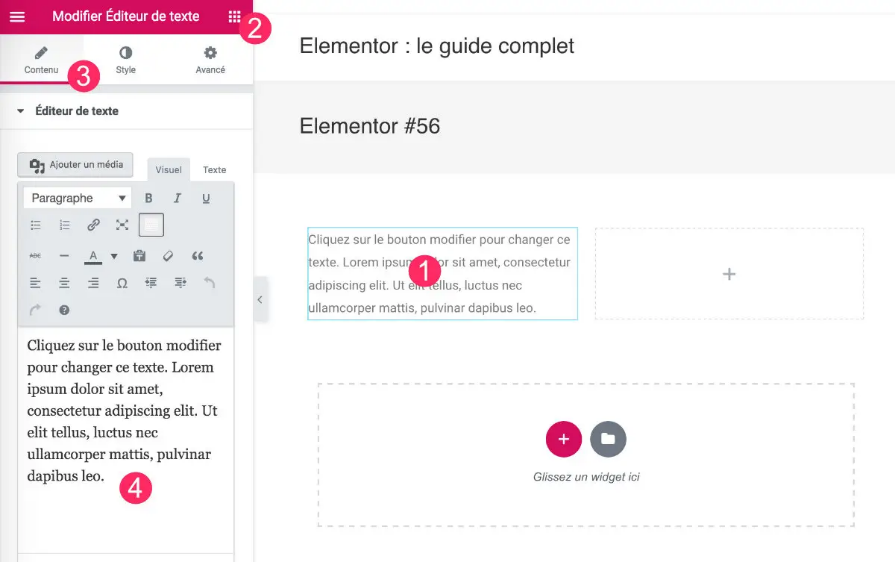 Modifier Éditeur de texte
2
Contenu
3
Style
Avancé
Éditeur de texte
Ajouter un média
Visuel
Texte
Paragraphe
B I U
ABC
A
Ω
?
Cliquez sur le bouton modifier
pour changer ce texte. Lorem
ipsum dolor sit amet,
consectetur adipiscing elit. Ut
elit tellus, luctus nec
ullamcorper mattis, pulvinar
dapibus leo.
4
Elementor : le guide complet
Elementor #56
Cliquez sur le bouton modifier pour changer ce
texte. Lorem ipsum dolor sit amet, consectetur
adipiscing elit. Ut elit tellus, luctus nec
ullamcorper mattis, pulvinar dapibus leo.
1
Glissez un widget ici